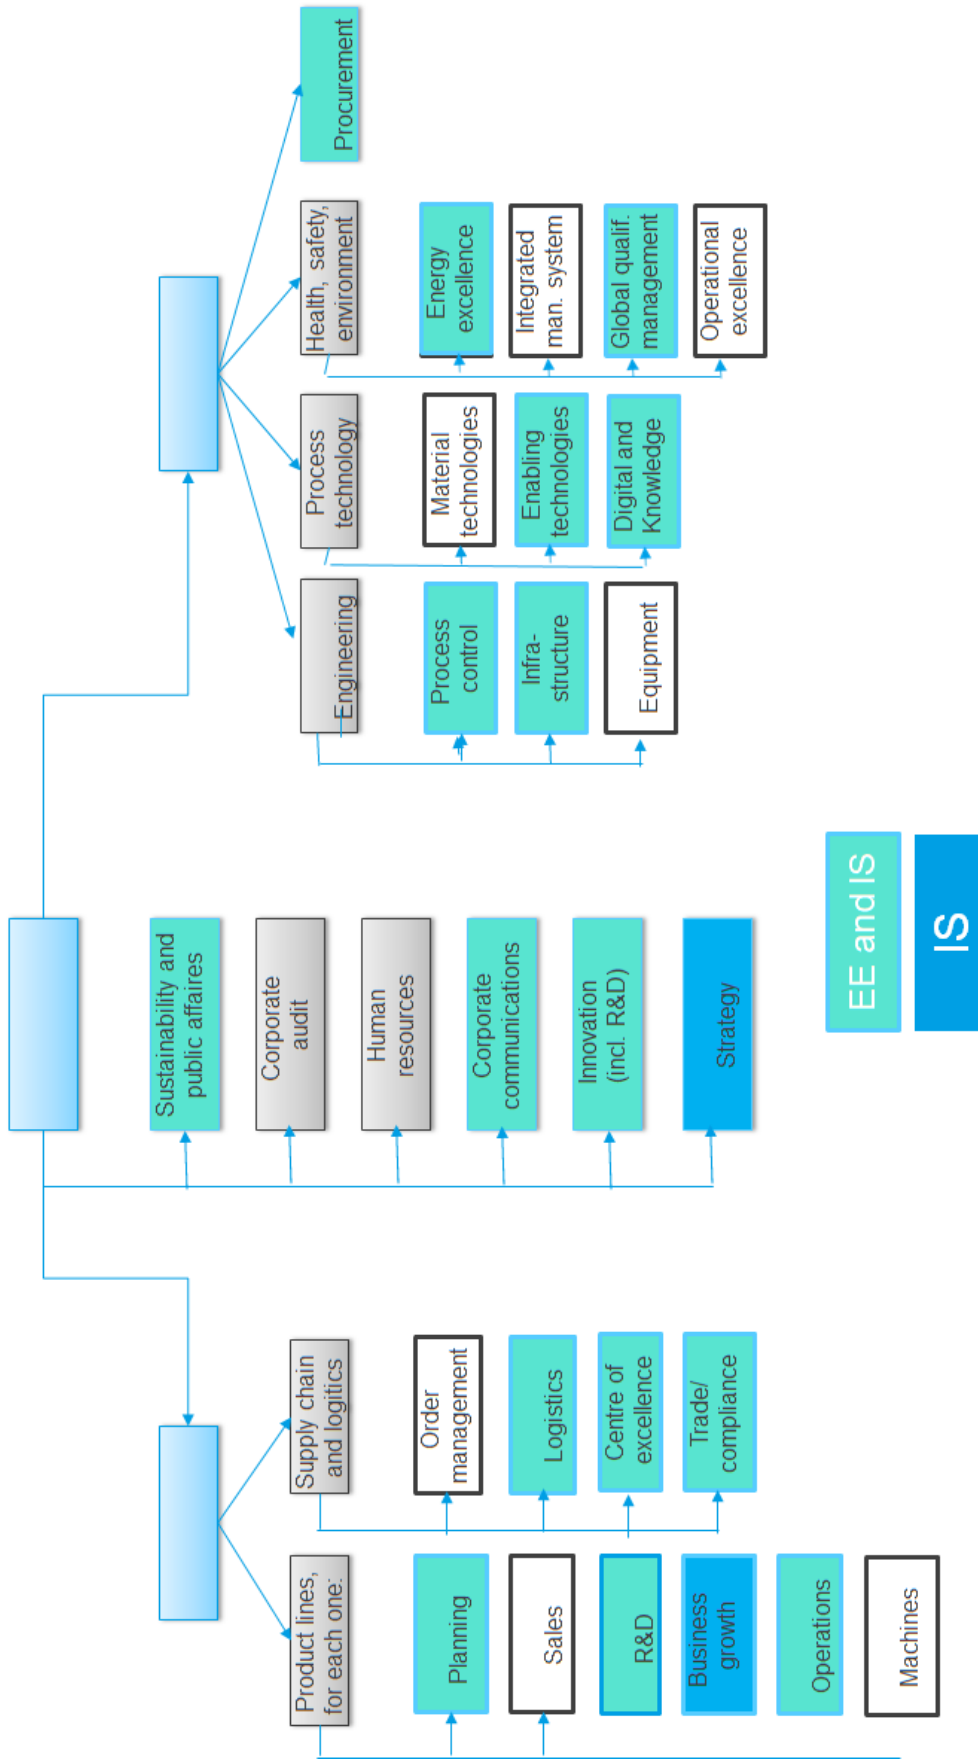 Product lines,
for each one:
Planning
Sales
R&D
Business
growth
Operations
Machines
Supply chain
and logitics
Order
management
Logistics
Centre of
excellence
Trade/
compliance
Sustainability and
public affaires
Corporate
audit
Human
resources
Corporate
communications
Innovation
(incl. R&D)
Strategy
Engineering
Process
control
Infra-
structure
Equipment
Process
technology
Material
technologies
Enabling
technologies
Digital and
Knowledge
Health, safety,
environment
Energy
excellence
Integrated
man. system
Global qualif.
management
Operational
excellence
Procurement
EE and IS
IS